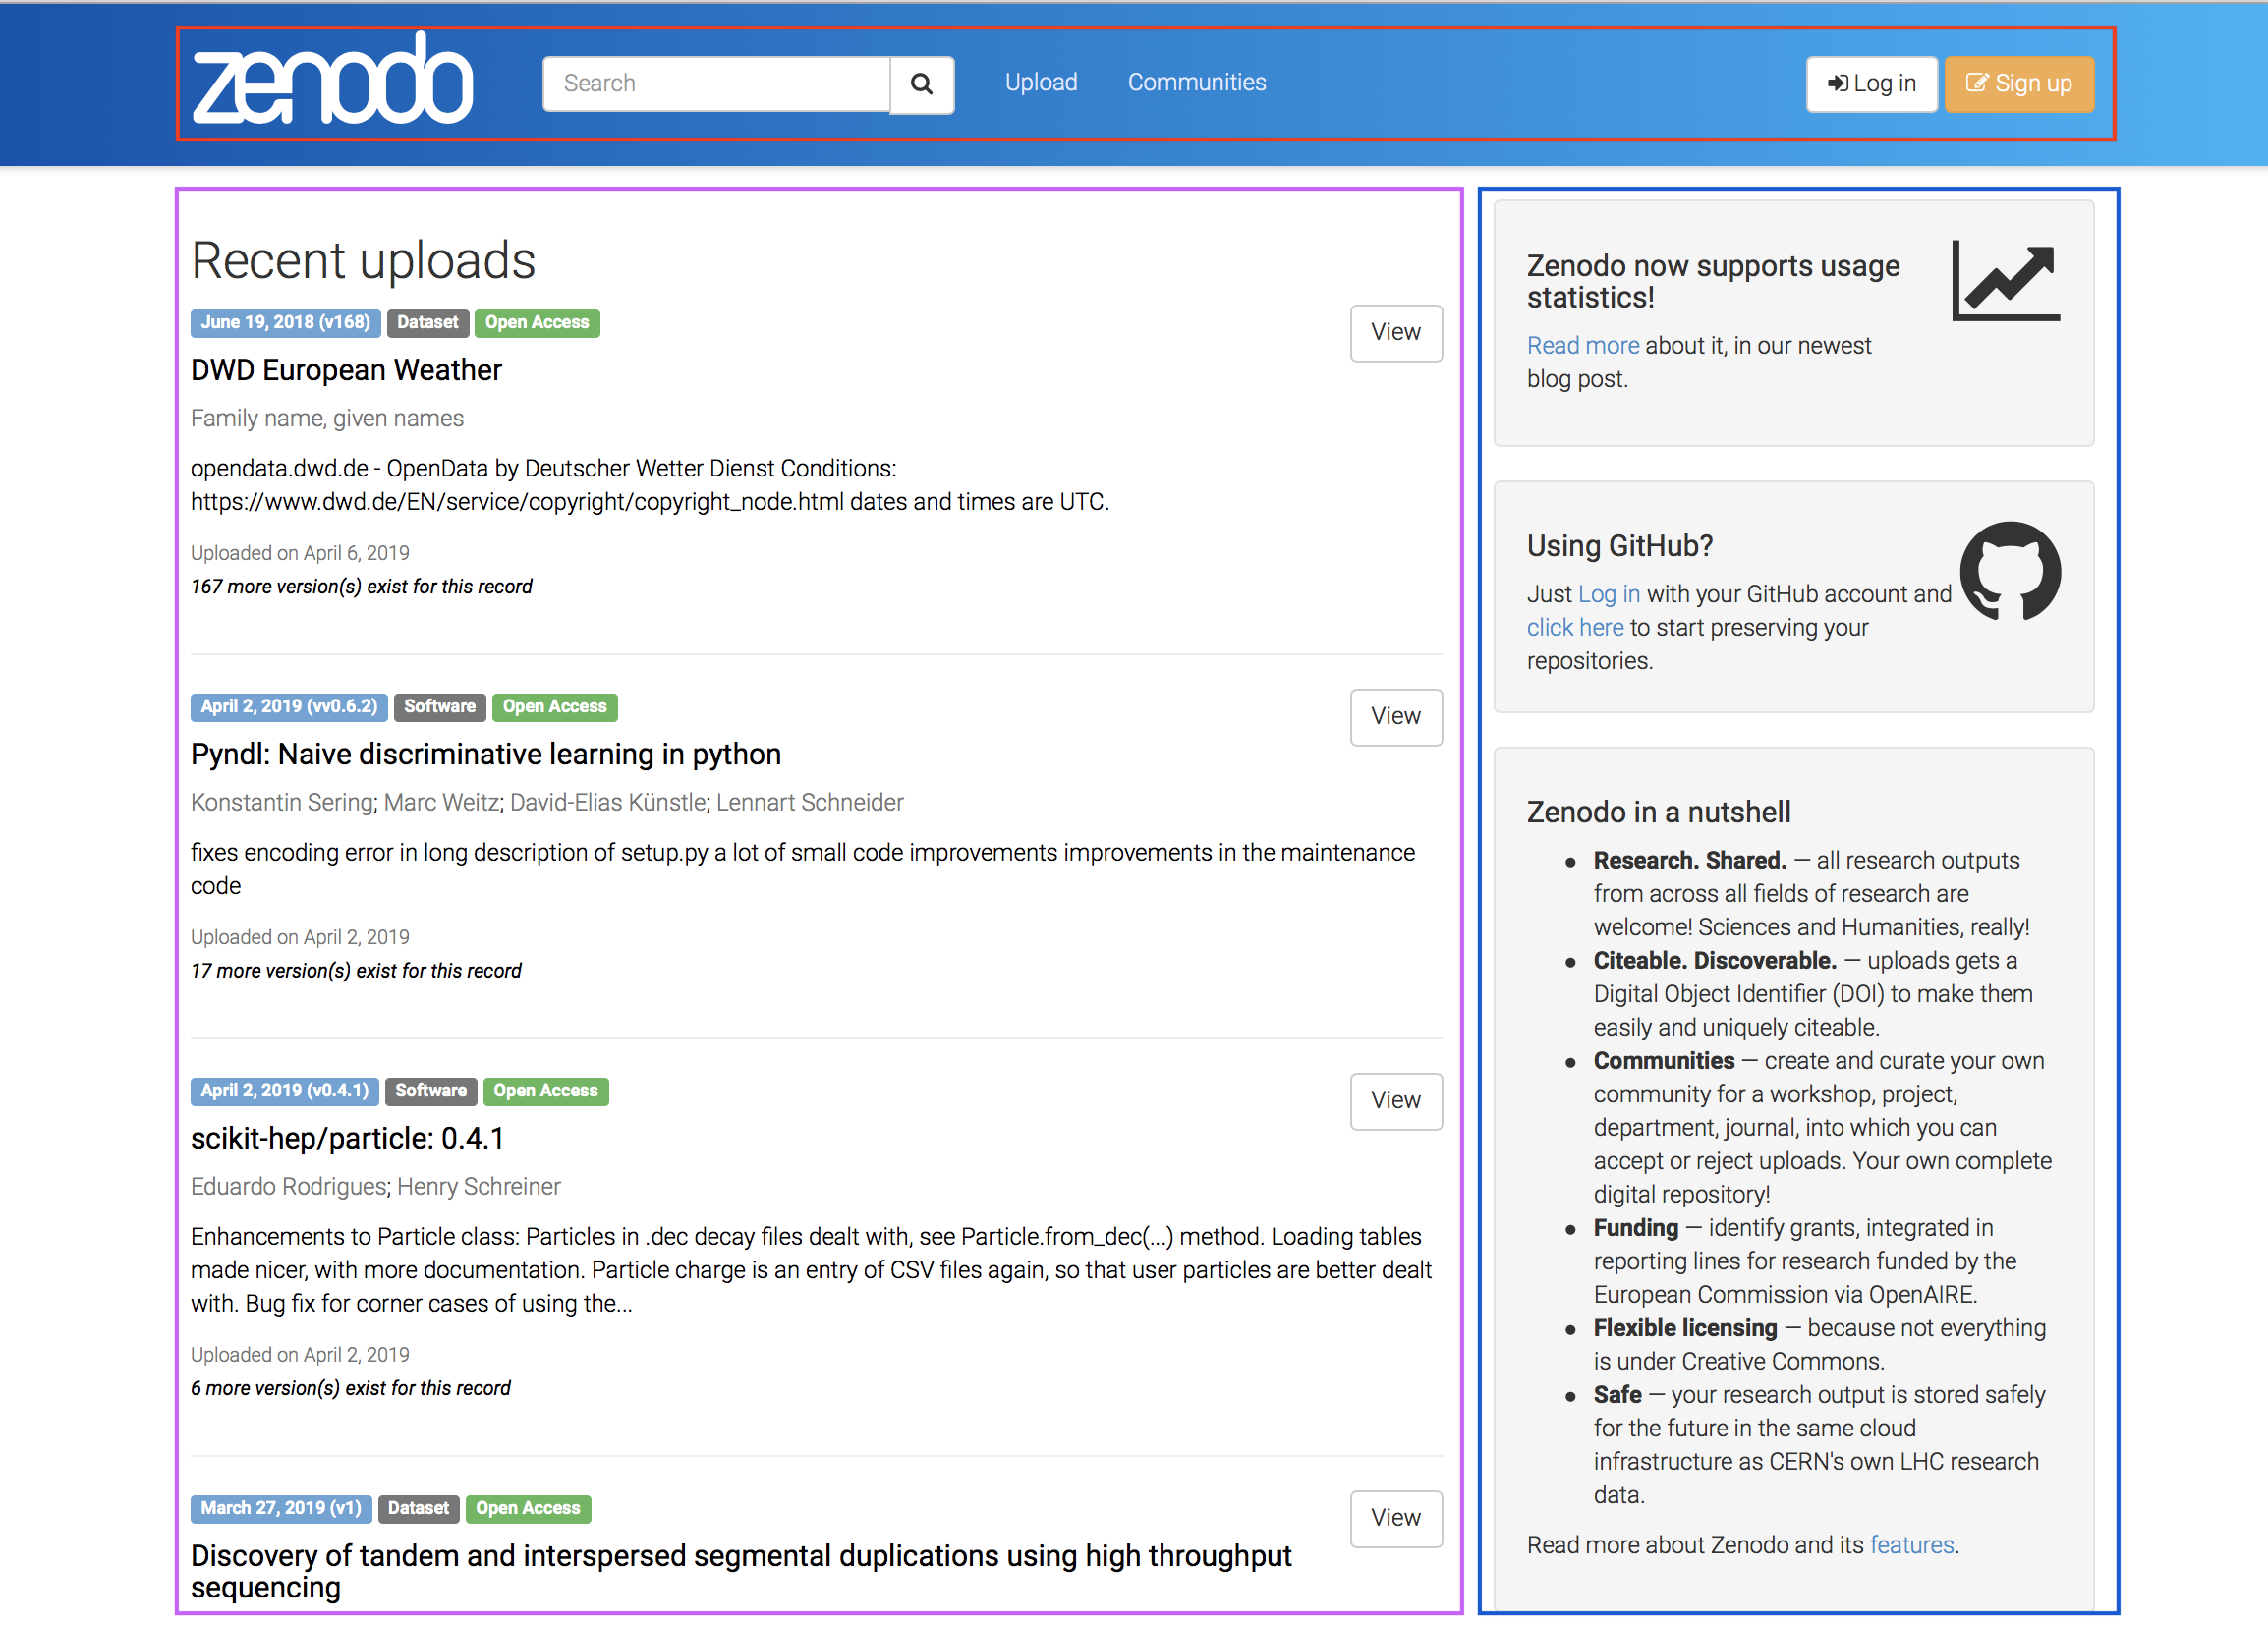 zenodo
Search
Upload
Communities
Log in
Sign up
Recent uploads
June 19, 2018 (v168) Dataset Open Access
View
DWD European Weather
Family name, given names
opendata.dwd.de - OpenData by Deutscher Wetter Dienst Conditions:
https://www.dwd.de/EN/service/copyright/copyright_node.html dates and times are UTC.
Uploaded on April 6, 2019
167 more version(s) exist for this record
April 2, 2019 (vv0.6.2) Software Open Access
View
Pyndl: Naive discriminative learning in python
Konstantin Sering; Marc Weitz; David-Elias Künstle; Lennart Schneider
fixes encoding error in long description of setup.py a lot of small code improvements improvements in the maintenance
code
Uploaded on April 2, 2019
17 more version(s) exist for this record
April 2, 2019 (v0.4.1) Software Open Access
View
scikit-hep/particle: 0.4.1
Eduardo Rodrigues; Henry Schreiner
Enhancements to Particle class: Particles in .dec decay files dealt with, see Particle.from_dec(...) method. Loading tables
made nicer, with more documentation. Particle charge is an entry of CSV files again, so that user particles are better dealt
with. Bug fix for corner cases of using the...
Uploaded on April 2, 2019
6 more version(s) exist for this record
March 27, 2019 (v1) Dataset Open Access
View
Discovery of tandem and interspersed segmental duplications using high throughput
sequencing
Zenodo now supports usage
statistics!
Read more about it, in our newest
blog post.
Using GitHub?
Just Log in with your GitHub account and
click here to start preserving your
repositories.
Zenodo in a nutshell
• Research. Shared. — all research outputs
from across all fields of research are
welcome! Sciences and Humanities, really!
• Citeable. Discoverable. — uploads gets a
Digital Object Identifier (DOI) to make them
easily and uniquely citeable.
• Communities — create and curate your own
community for a workshop, project,
department, journal, into which you can
accept or reject uploads. Your own complete
digital repository!
• Funding — identify grants, integrated in
reporting lines for research funded by the
European Commission via OpenAIRE.
• Flexible licensing — because not everything
is under Creative Commons.
• Safe — your research output is stored safely
for the future in the same cloud
infrastructure as CERN's own LHC research
data.
Read more about Zenodo and its features.